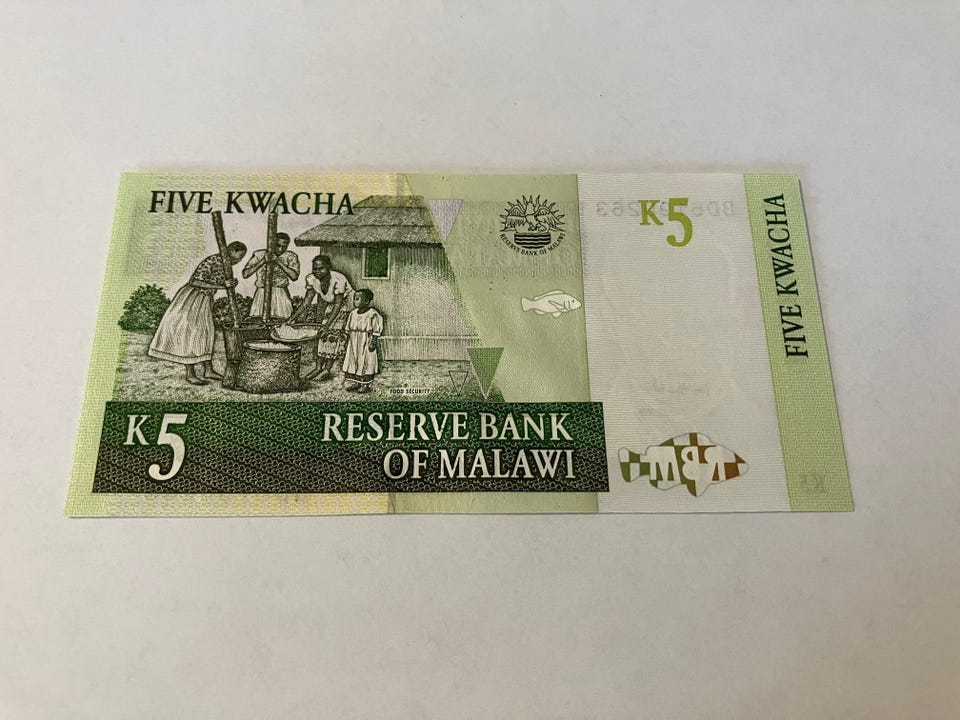 FIVE KWACHA
RESERVE BANK OF MALAWI
K5
FIVE KWACHA
FOOD SECURITY
K5
RESERVE BANK
OF MALAWI
RBM